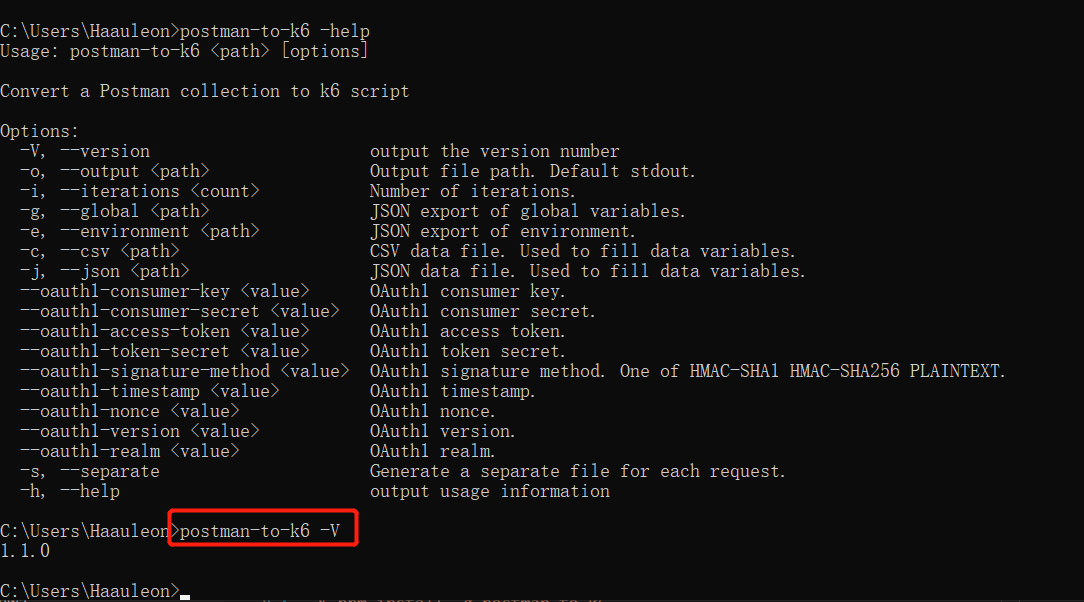 C:\Users\Haauleon>postman-to-k6 -help
Usage: postman-to-k6 <path> [options]
Convert a Postman collection to k6 script
Options:
-V, --version output the version number
-o, --output <path> Output file path. Default stdout.
-i, --iterations <count> Number of iterations.
-g, --global <path> JSON export of global variables.
-e, --environment <path> JSON export of environment.
-c, --csv <path> CSV data file. Used to fill data variables.
-j, --json <path> JSON data file. Used to fill data variables.
--oauth1-consumer-key <value> OAuth1 consumer key.
--oauth1-consumer-secret <value> OAuth1 consumer secret.
--oauth1-access-token <value> OAuth1 access token.
--oauth1-token-secret <value> OAuth1 token secret.
--oauth1-signature-method <value> OAuth1 signature method. One of HMAC-SHA1 HMAC-SHA256 PLAINTEXT.
--oauth1-timestamp <value> OAuth1 timestamp.
--oauth1-nonce <value> OAuth1 nonce.
--oauth1-version <value> OAuth1 version.
--oauth1-realm <value> OAuth1 realm.
-s, --separate Generate a separate file for each request.
-h, --help output usage information
C:\Users\Haauleon>postman-to-k6 -V
1.1.0
C:\Users\Haauleon>